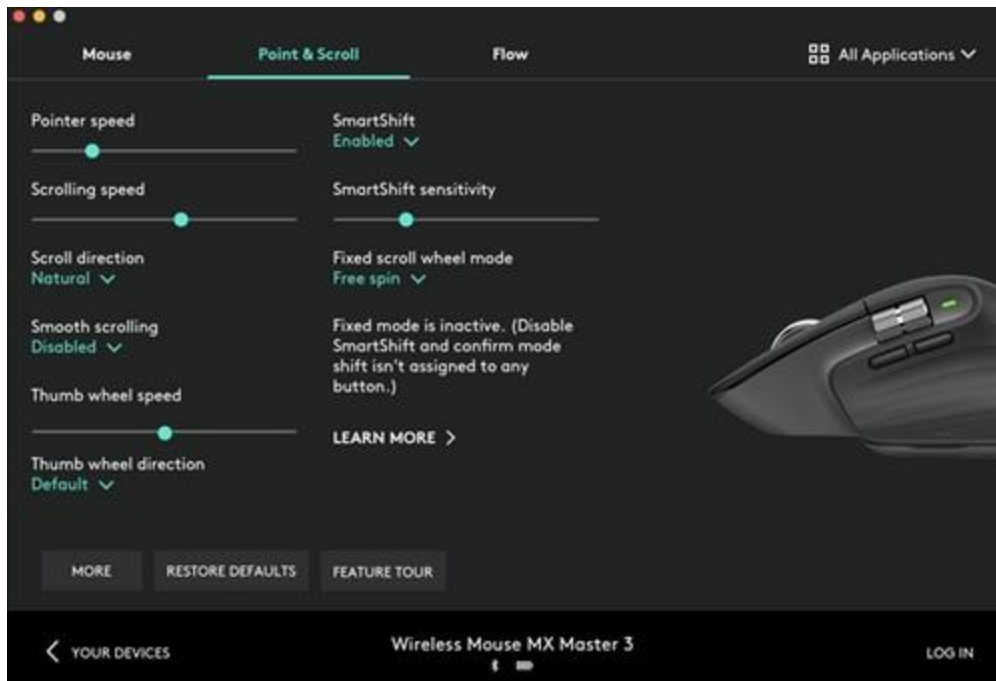 Mouse
Point & Scroll
Flow
All Applications
Pointer speed
Scrolling speed
Scroll direction
Natural
Smooth scrolling
Disabled
Thumb wheel speed
Thumb wheel direction
Default
SmartShift
Enabled
SmartShift sensitivity
Fixed scroll wheel mode
Free spin
Fixed mode is inactive. (Disable
SmartShift and confirm mode
shift isn't assigned to any
button.)
LEARN MORE
MORE
RESTORE DEFAULTS
FEATURE TOUR
YOUR DEVICES
Wireless Mouse MX Master 3
LOG IN